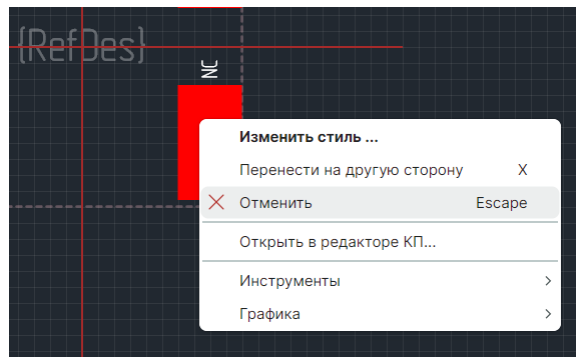 {RefDes}
NC
Изменить стиль ...
Перенести на другую сторону X
Отменить Escape
Открыть в редакторе КП...
Инструменты
Графика